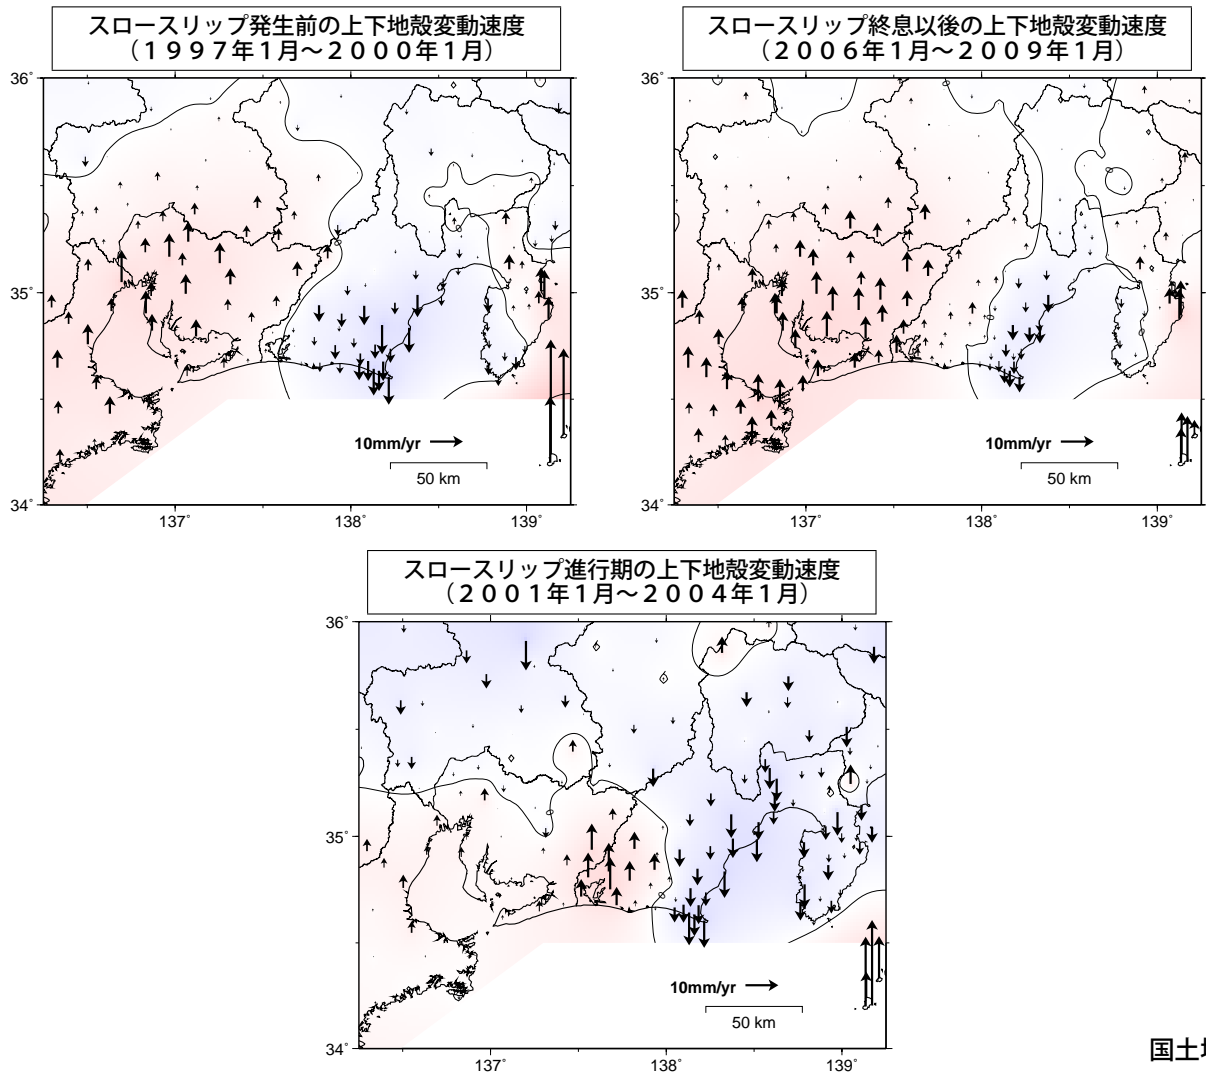 スロースリップ発生前の上下地殻変動速度
（１９９７年１月～２０００年１月）
36˚
35˚
34˚
137˚
138˚
139˚
10mm/yr
50 km
スロースリップ終息以後の上下地殻変動速度
（２００６年１月～２００９年１月）
36˚
35˚
34˚
137˚
138˚
139˚
10mm/yr
50 km
スロースリップ進行期の上下地殻変動速度
（２００１年１月～２００４年１月）
36˚
35˚
34˚
137˚
138˚
139˚
10mm/yr
50 km
国土